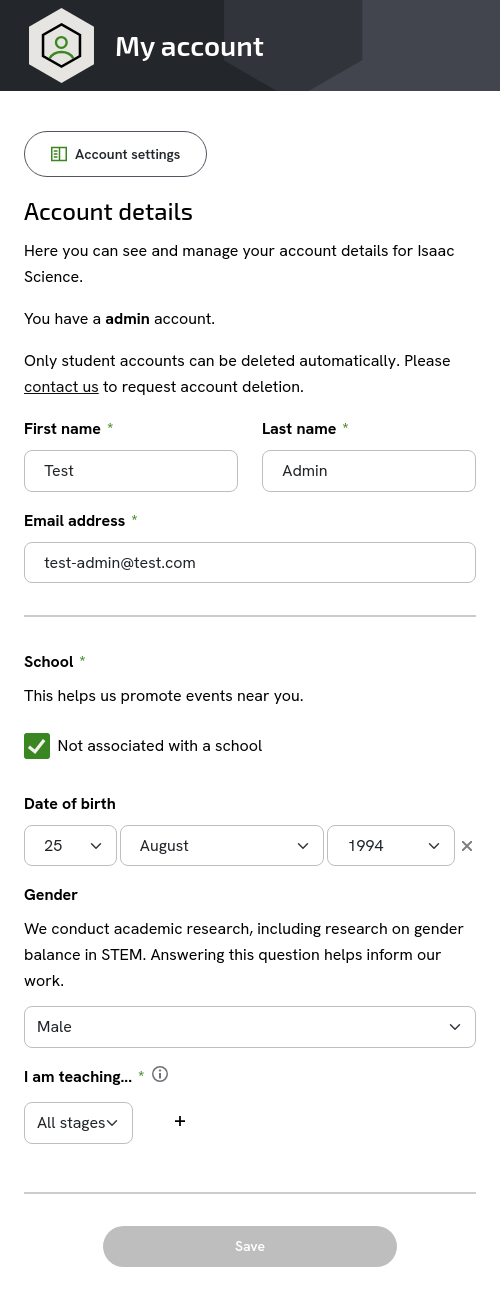 My account
Account settings
Account details
Here you can see and manage your account details for Isaac
Science.
You have a admin account.
Only student accounts can be deleted automatically. Please
contact us to request account deletion.
First name *
Last name *
Test
Admin
Email address *
test-admin@test.com
School *
This helps us promote events near you.
Not associated with a school
Date of birth
25
August
1994
Gender
We conduct academic research, including research on gender
balance in STEM. Answering this question helps inform our
work.
Male
I am teaching... *
All stages
Save